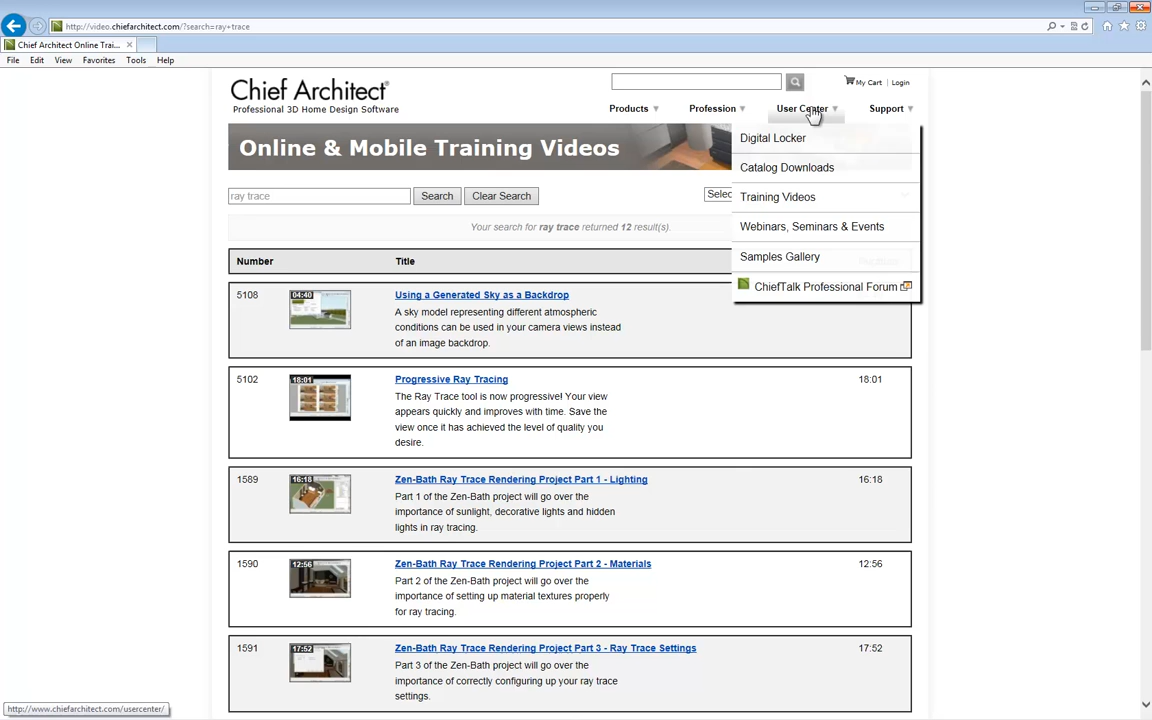 http://video.chiefarchitect.com/?search=ray+trace
Chief Architect Online Trai...
File Edit View Favorites Tools Help
Chief Architect
Professional 3D Home Design Software
My Cart | Login
Products Profession User Center Support
Online & Mobile Training Videos
Digital Locker
Catalog Downloads
Training Videos
Webinars, Seminars & Events
Samples Gallery
ChiefTalk Professional Forum
ray trace Search Clear Search
Your search for ray trace returned 12 result(s).
Number Title
5108 04:40 Using a Generated Sky as a Backdrop
A sky model representing different atmospheric
conditions can be used in your camera views instead
of an image backdrop.
5102 18:01 Progressive Ray Tracing 18:01
The Ray Trace tool is now progressive! Your view
appears quickly and improves with time. Save the
view once it has achieved the level of quality you
desire.
1589 16:18 Zen-Bath Ray Trace Rendering Project Part 1 - Lighting 16:18
Part 1 of the Zen-Bath project will go over the
importance of sunlight, decorative lights and hidden
lights in ray tracing.
1590 12:56 Zen-Bath Ray Trace Rendering Project Part 2 - Materials 12:56
Part 2 of the Zen-Bath project will go over the
importance of setting up material textures properly
for ray tracing.
1591 17:52 Zen-Bath Ray Trace Rendering Project Part 3 - Ray Trace Settings 17:52
Part 3 of the Zen-Bath project will go over the
importance of correctly configuring up your ray trace
settings.
http://www.chiefarchitect.com/usercenter/